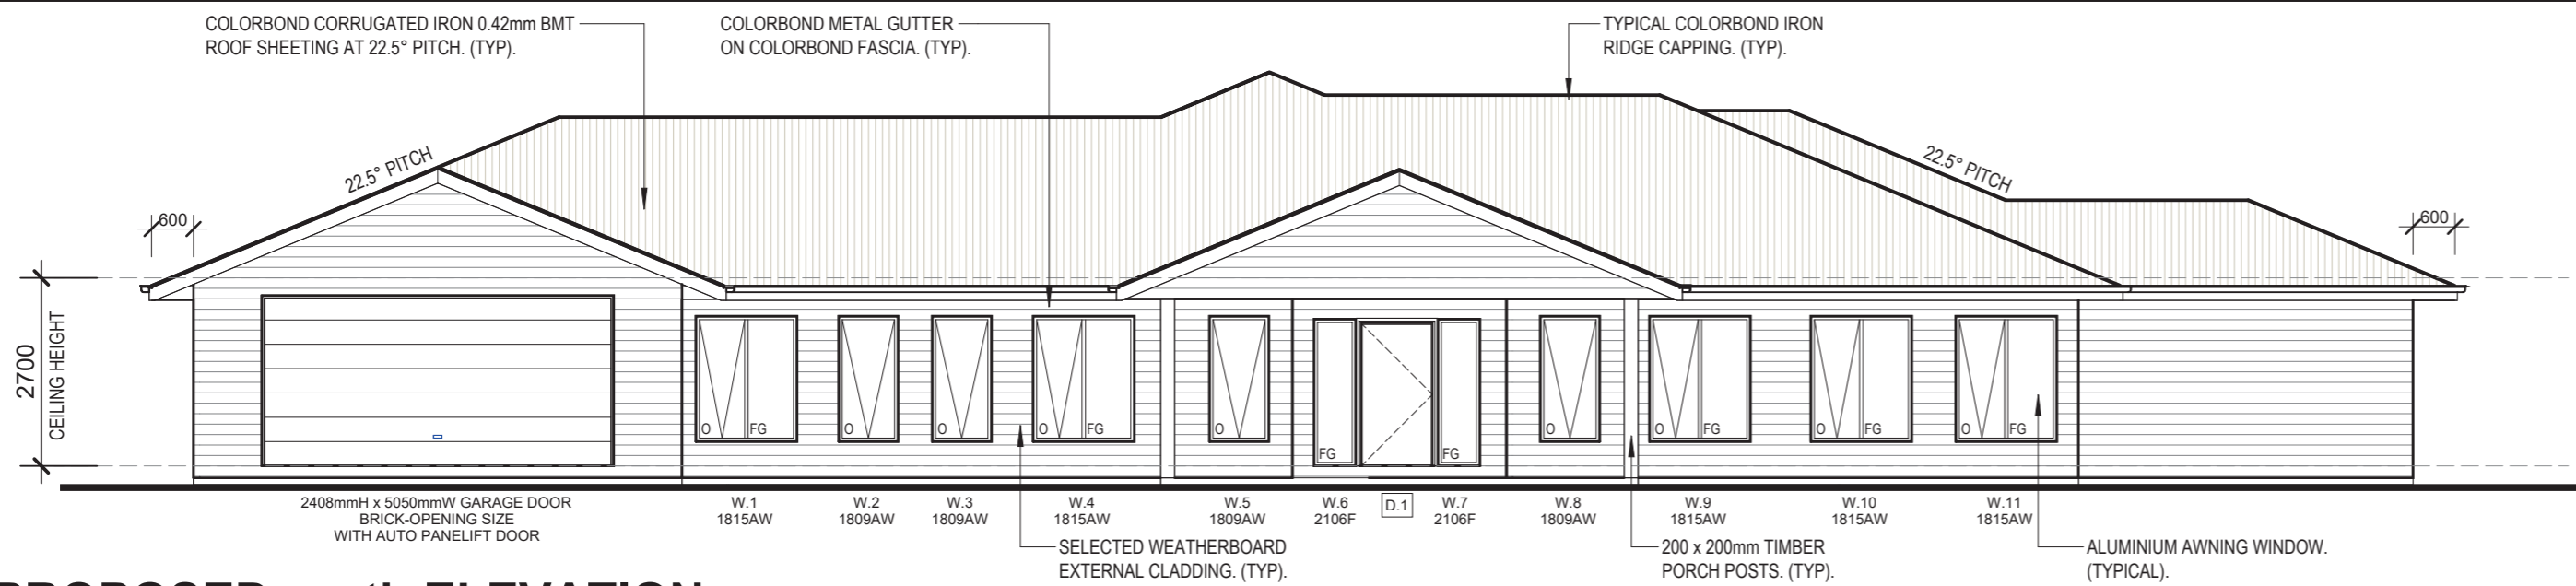 COLORBOND CORRUGATED IRON 0.42mm BMT
ROOF SHEETING AT 22.5° PITCH. (TYP).
COLORBOND METAL GUTTER
ON COLORBOND FASCIA. (TYP).
TYPICAL COLORBOND IRON
RIDGE CAPPING. (TYP).
22.5° PITCH
22.5° PITCH
600
600
2700
CEILING HEIGHT
O FG
O
O
O FG
O
FG
FG
O
O FG
O FG
O FG
2408mmH x 5050mmW GARAGE DOOR
BRICK-OPENING SIZE
WITH AUTO PANELIFT DOOR
W.1
1815AW
W.2
1809AW
W.3
1809AW
W.4
1815AW
W.5
1809AW
W.6
2106F
D.1
W.7
2106F
W.8
1809AW
W.9
1815AW
W.10
1815AW
W.11
1815AW
SELECTED WEATHERBOARD
EXTERNAL CLADDING. (TYP).
200 x 200mm TIMBER
PORCH POSTS. (TYP).
ALUMINIUM AWNING WINDOW.
(TYPICAL).
PROPOSED ELEVATION